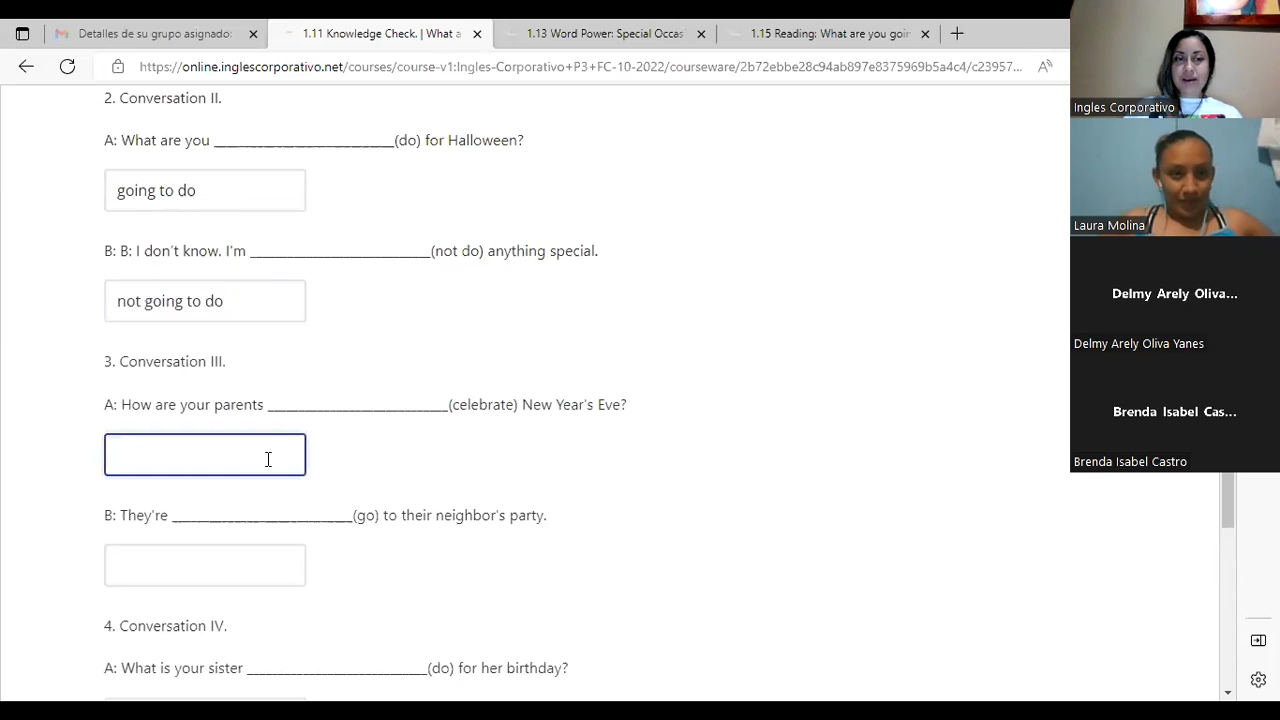 Detalles de su grupo asignado:
1.11 Knowledge Check. | What a
1.13 Word Power: Special Occas
1.15 Reading: What are you goin
https://online.inglescorporativo.net/courses/course-v1:Ingles-Corporativo+P3+FC-10-2022/courseware/2b72ebbe28c94ab897e8375969b5a4c4/c23957...
2. Conversation II.
A: What are you ____________________________(do) for Halloween?
going to do
B: B: I don't know. I'm ____________________________(not do) anything special.
not going to do
3. Conversation III.
A: How are your parents ____________________________(celebrate) New Year's Eve?
B: They're ____________________________(go) to their neighbor's party.
4. Conversation IV.
A: What is your sister ____________________________(do) for her birthday?
Ingles Corporativo
Laura Molina
Delmy Arely Oliva...
Delmy Arely Oliva Yanes
Brenda Isabel Cas...
Brenda Isabel Castro